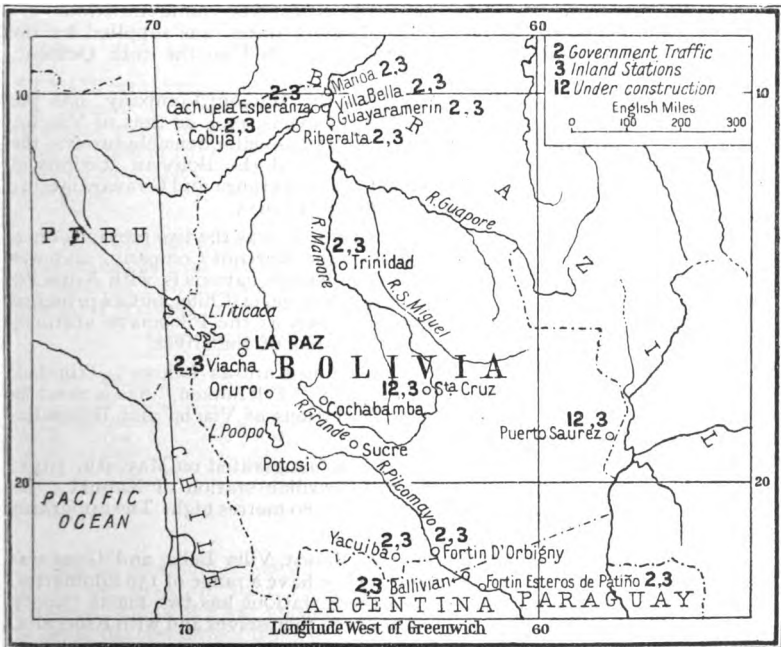 70
60
2 Government Traffic
3 Inland Stations
12 Under construction
English Miles
0 100 200 300
10
10
B R A Z I L
Manoa 2,3
2,3
Cachuela Esperanza
Villa Bella 2,3
Guayaramerin 2,3
2,3
Cobija
Riberalta 2,3
R. Guapore
PERU
R. Mamore
2,3
Trinidad
R.S. Miguel
L. Titicaca
LA PAZ
2,3 Viacha
BOLIVIA
Oruro
12,3 Sta Cruz
Cochabamba
R. Grande
L. Poopo
12,3
Puerto Saurez
Sucre
Potosi
R. Pilcomayo
20
20
PACIFIC
OCEAN
CHILE
2,3
Yacuiba
2,3
Fortin D'Orbigny
2,3 Ballivian
Fortin Esteros de Patiño 2,3
ARGENTINA
PARAGUAY
70
Longitude West of Greenwich
60